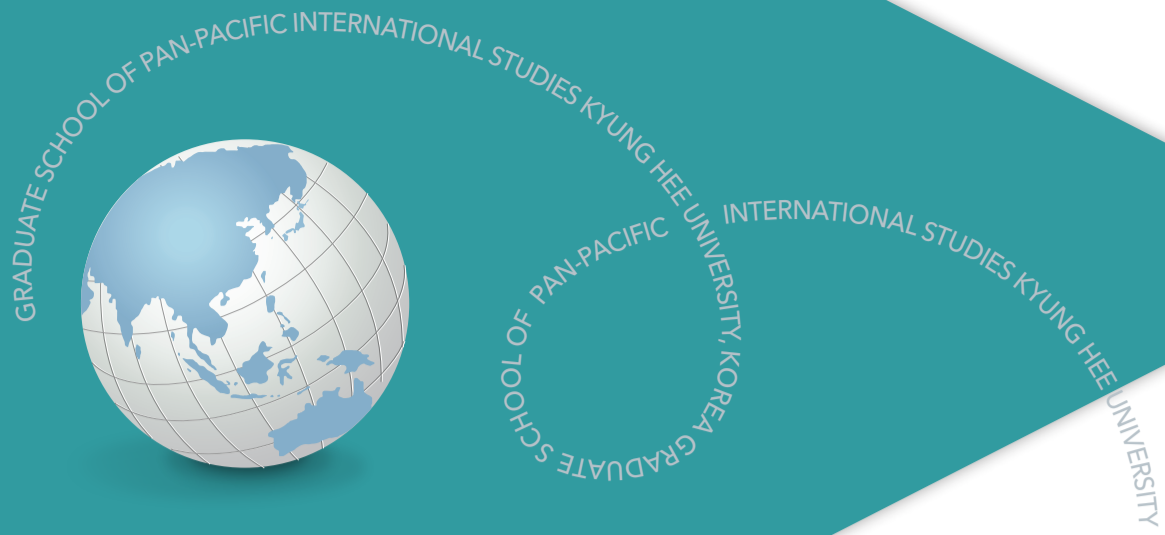 GRADUATE SCHOOL OF PAN-PACIFIC INTERNATIONAL STUDIES KYUNG HEE UNIVERSITY, KOREA GRADUATE SCHOOL OF PAN-PACIFIC INTERNATIONAL STUDIES KYUNG HEE UNIVERSITY